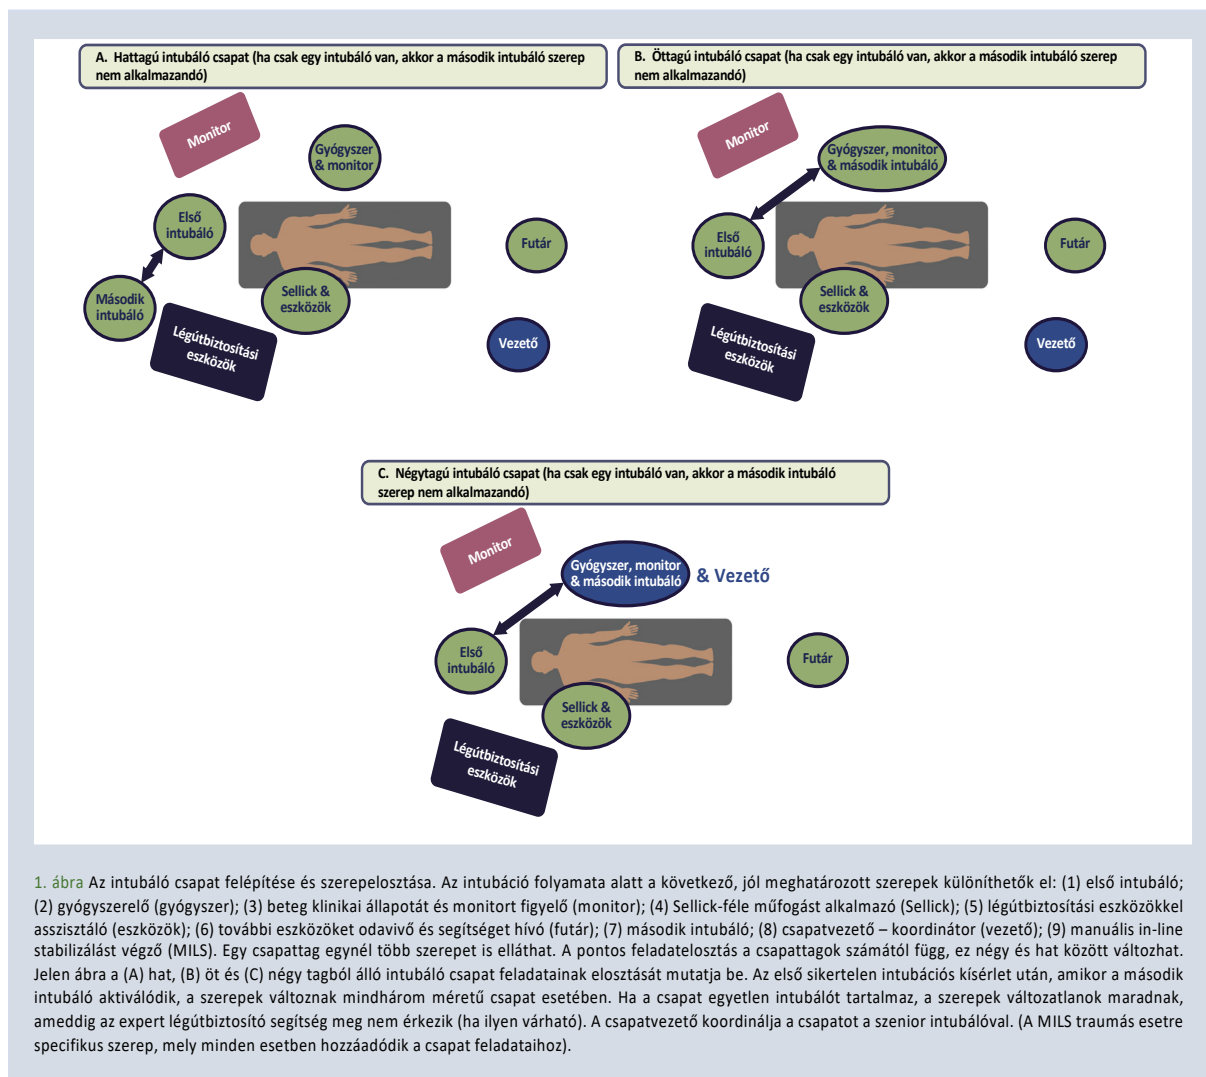 A. Hattagú intubáló csapat (ha csak egy intubáló van, akkor a második intubáló szerep
nem alkalmazandó)
Monitor
Gyógyszer
& monitor
Első
intubáló
Futár
Második
intubáló
Sellick &
eszközök
Légútbiztosítási
eszközök
Vezető
B. Öttagú intubáló csapat (ha csak egy intubáló van, akkor a második intubáló szerep
nem alkalmazandó)
Monitor
Gyógyszer, monitor
& második intubáló
Első
intubáló
Futár
Sellick &
eszközök
Légútbiztosítási
eszközök
Vezető
C. Négytagú intubáló csapat (ha csak egy intubáló van, akkor a második intubáló
szerep nem alkalmazandó)
Monitor
Gyógyszer, monitor
& második intubáló
& Vezető
Első
intubáló
Futár
Sellick &
eszközök
Légútbiztosítási
eszközök
1. ábra Az intubáló csapat felépítése és szerepelosztása. Az intubáció folyamata alatt a következő, jól meghatározott szerepek különíthetők el: (1) első intubáló;
(2) gyógyszerelő (gyógyszer); (3) beteg klinikai állapotát és monitort figyelő (monitor); (4) Sellick-féle műfogást alkalmazó (Sellick); (5) légútbiztosítási eszközökkel
asszisztáló (eszközök); (6) további eszközöket odavivő és segítséget hívó (futár); (7) második intubáló; (8) csapatvezető – koordinátor (vezető); (9) manuális in-line
stabilizálást végző (MILS). Egy csapattag egynél több szerepet is elláthat. A pontos feladatelosztás a csapattagok számától függ, ez négy és hat között változhat.
Jelen ábra a (A) hat, (B) öt és (C) négy tagból álló intubáló csapat feladatainak elosztását mutatja be. Az első sikertelen intubációs kísérlet után, amikor a második
intubáló aktiválódik, a szerepek változnak mindhárom méretű csapat esetében. Ha a csapat egyetlen intubálót tartalmaz, a szerepek változatlanok maradnak,
ameddig az expert légútbiztosító segítség meg nem érkezik (ha ilyen várható). A csapatvezető koordinálja a csapatot a szenior intubálóval. (A MILS traumás esetre
specifikus szerep, mely minden esetben hozzáadódik a csapat feladataihoz).